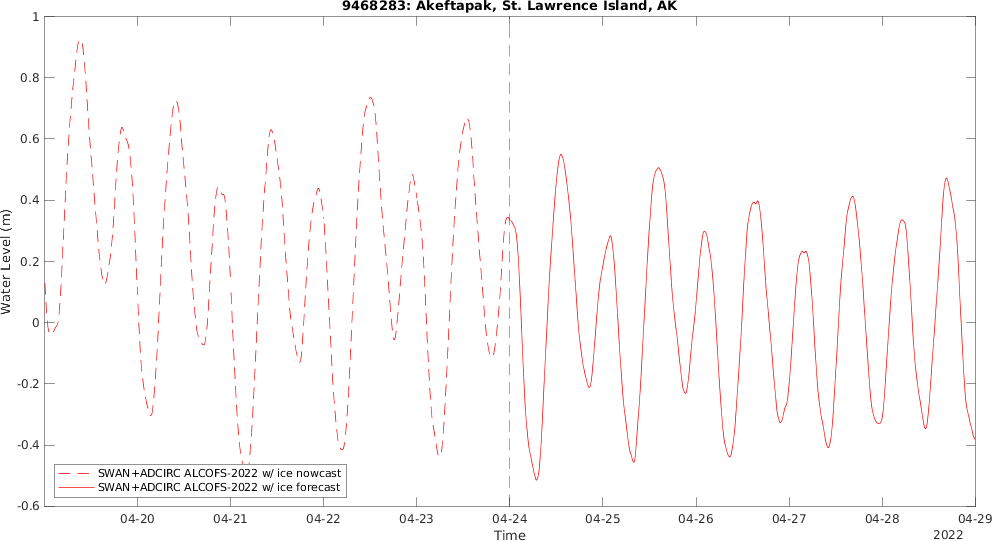 9468283: Akeftapak, St. Lawrence Island, AK
1
0.8
0.6
0.4
0.2
0
-0.2
-0.4
-0.6
Water Level (m)
SWAN+ADCIRC ALCOFS-2022 w/ ice nowcast
SWAN+ADCIRC ALCOFS-2022 w/ ice forecast
04-20 04-21 04-22 04-23 04-24 04-25 04-26 04-27 04-28 04-29
Time
2022